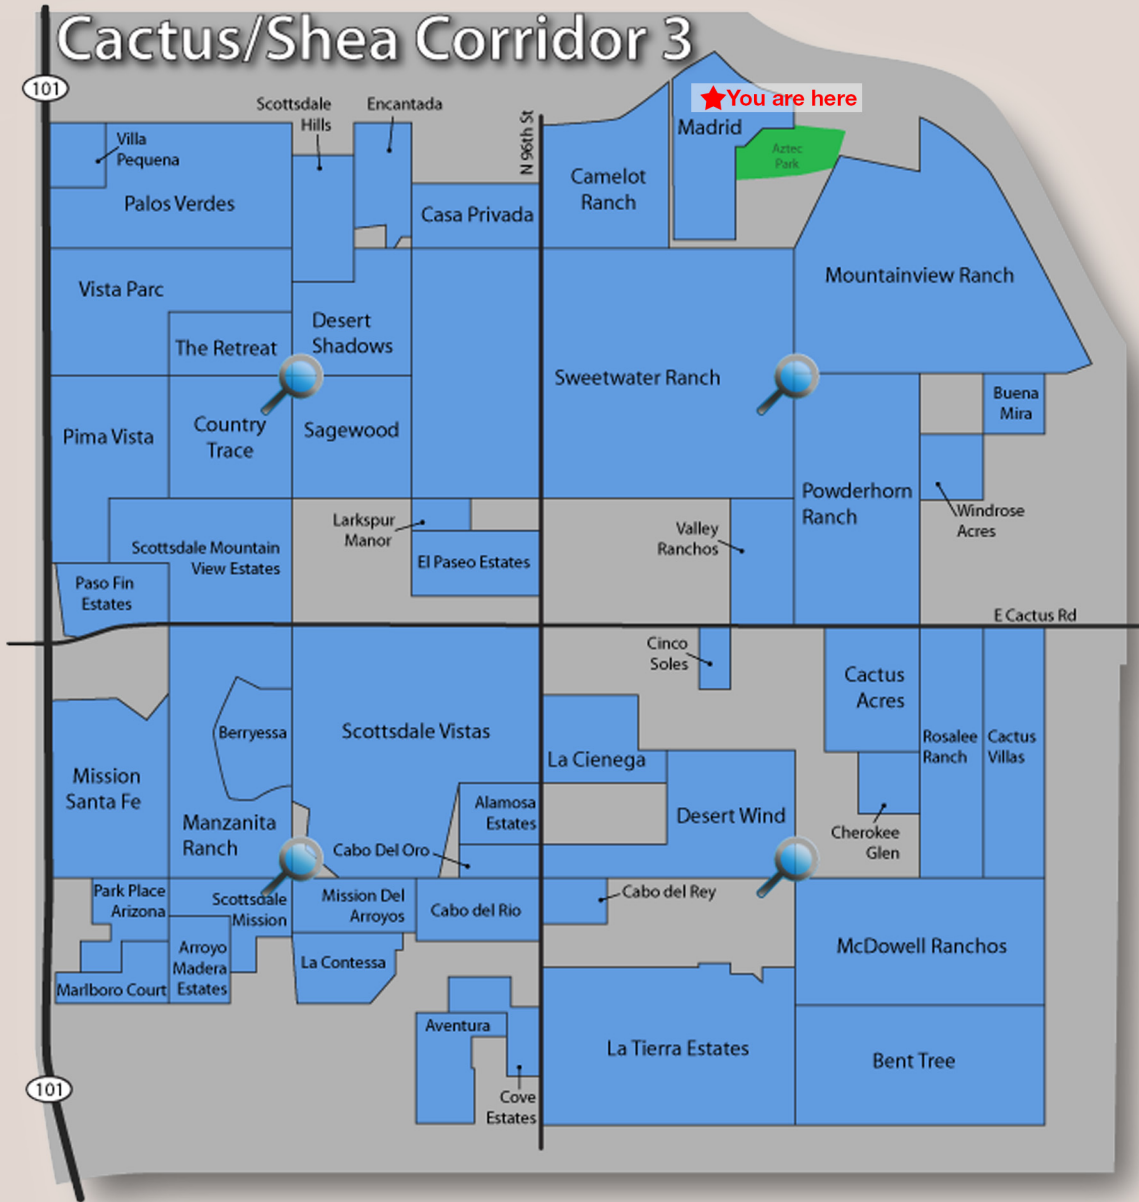 Cactus/Shea Corridor 3
101
You are here
Scottsdale
Hills
Encantada
N 96th St
Villa
Pequena
Madrid
Aztec
Park
Camelot
Ranch
Palos Verdes
Casa Privada
Mountainview Ranch
Vista Parc
Desert
Shadows
The Retreat
Sweetwater Ranch
Buena
Mira
Pima Vista
Country
Trace
Sagewood
Powderhorn
Ranch
Windrose
Acres
Larkspur
Manor
Valley
Ranchos
Scottsdale Mountain
View Estates
El Paseo Estates
Paso Fin
Estates
E Cactus Rd
Cinco
Soles
Cactus
Acres
Berryessa
Scottsdale Vistas
Rosalee
Ranch
Cactus
Villas
La Cienega
Mission
Santa Fe
Alamosa
Estates
Desert Wind
Manzanita
Ranch
Cabo Del Oro
Cherokee
Glen
Park Place
Arizona
Scottsdale
Mission
Mission Del
Arroyos
Cabo del Rio
Cabo del Rey
McDowell Ranchos
Arroyo
Madera
Estates
La Contessa
Marlboro Court
Aventura
La Tierra Estates
Bent Tree
101
Cove
Estates